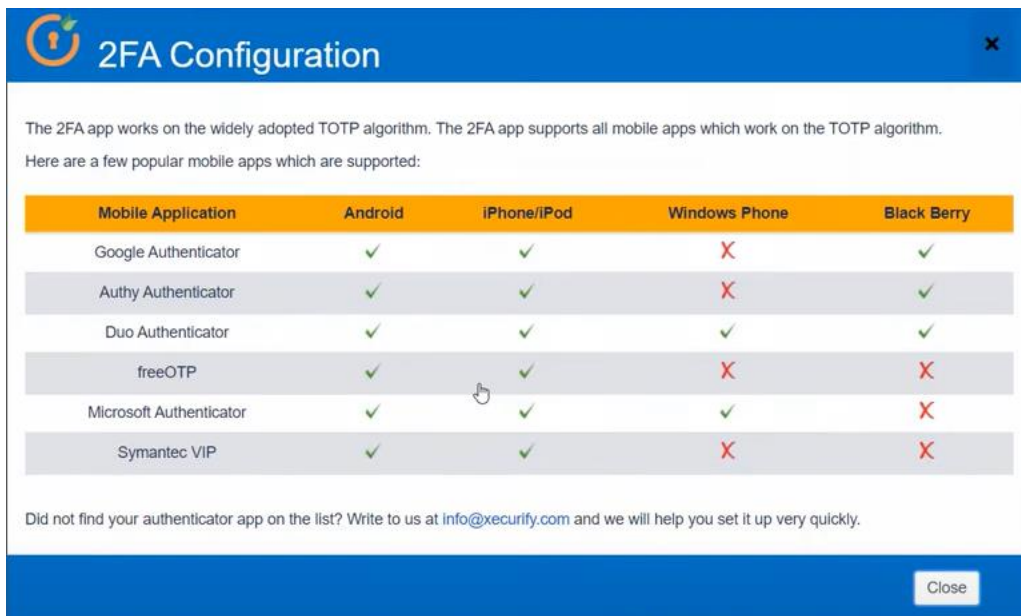 2FA Configuration
The 2FA app works on the widely adopted TOTP algorithm. The 2FA app supports all mobile apps which work on the TOTP algorithm.
Here are a few popular mobile apps which are supported:
Mobile Application Android iPhone/iPod Windows Phone Black Berry
Google Authenticator ✓ ✓ X ✓
Authy Authenticator ✓ ✓ X ✓
Duo Authenticator ✓ ✓ ✓ ✓
freeOTP ✓ ✓ X X
Microsoft Authenticator ✓ ✓ ✓ X
Symantec VIP ✓ ✓ X X
Did not find your authenticator app on the list? Write to us at info@xecurify.com and we will help you set it up very quickly.
Close